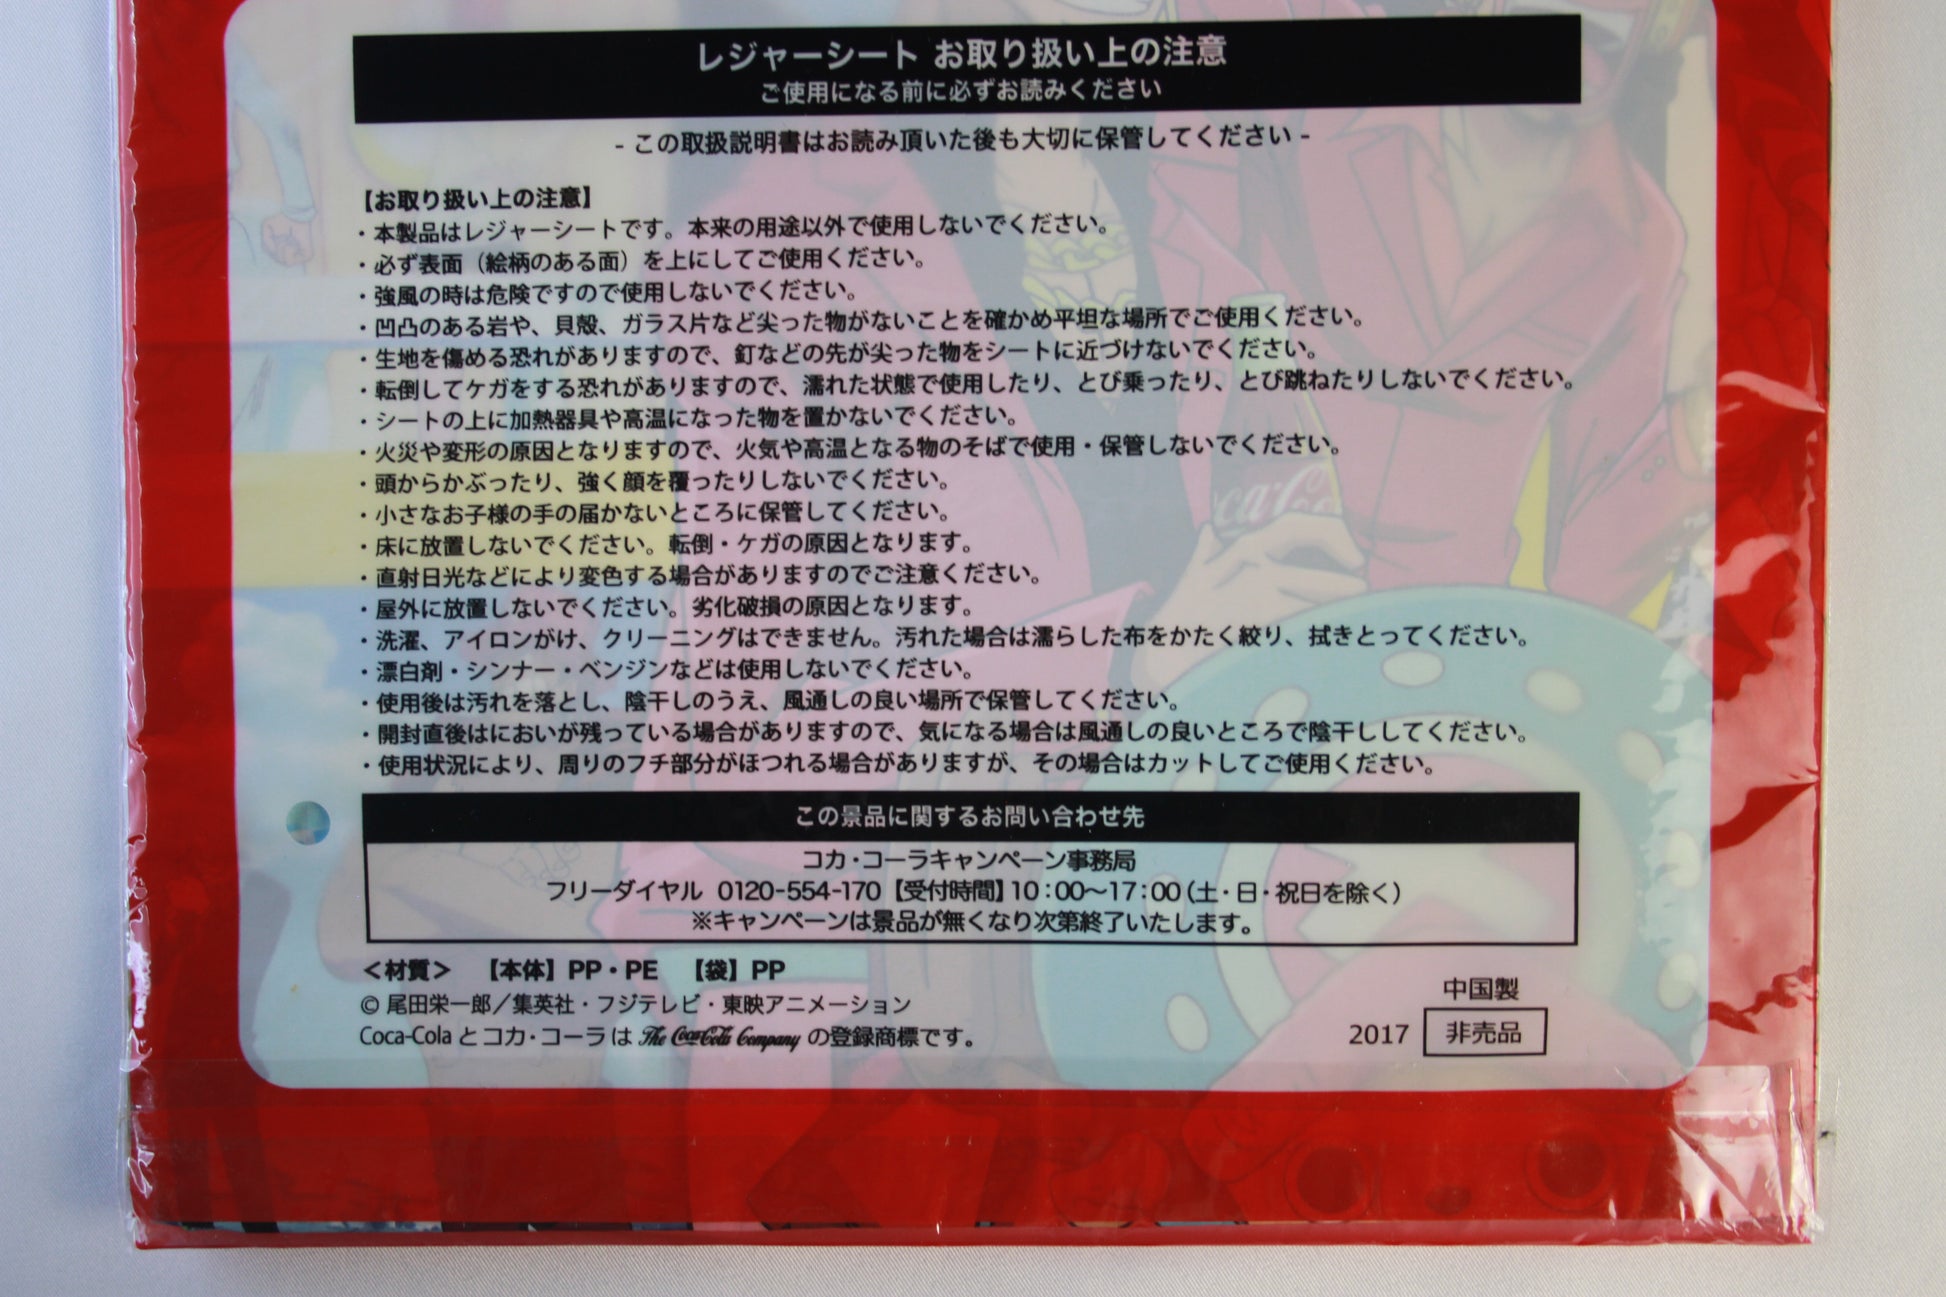 レジャーシート お取り扱い上の注意
ご使用になる前に必ずお読みください
- この取扱説明書はお読み頂いた後も大切に保管してください -
【お取り扱い上の注意】
・本製品はレジャーシートです。本来の用途以外で使用しないでください。
・必ず表面（絵柄のある面）を上にしてご使用ください。
・強風の時は危険ですので使用しないでください。
・凹凸のある岩や、貝殻、ガラス片など尖った物がないことを確かめ平坦な場所でご使用ください。
・生地を傷める恐れがありますので、釘などの先が尖った物をシートに近づけないでください。
・転倒してケガをする恐れがありますので、濡れた状態で使用したり、とび乗ったり、とび跳ねたりしないでください。
・シートの上に加熱器具や高温になった物を置かないでください。
・火災や変形の原因となりますので、火気や高温となる物のそばで使用・保管しないでください。
・頭からかぶったり、強く顔を覆ったりしないでください。
・小さなお子様の手の届かないところに保管してください。
・床に放置しないでください。転倒・ケガの原因となります。
・直射日光などにより変色する場合がありますのでご注意ください。
・屋外に放置しないでください。劣化破損の原因となります。
・洗濯、アイロンがけ、クリーニングはできません。汚れた場合は濡らした布をかたく絞り、拭きとってください。
・漂白剤・シンナー・ベンジンなどは使用しないでください。
・使用後は汚れを落とし、陰干しのうえ、風通しの良い場所で保管してください。
・開封直後はにおいが残っている場合がありますので、気になる場合は風通しの良いところで陰干ししてください。
・使用状況により、周りのフチ部分がほつれる場合がありますが、その場合はカットしてご使用ください。
この景品に関するお問い合わせ先
コカ・コーラキャンペーン事務局
フリーダイヤル 0120-554-170【受付時間】10：00〜17：00（土・日・祝日を除く）
※キャンペーンは景品が無くなり次第終了いたします。
＜材質＞ 【本体】PP・PE 【袋】PP
© 尾田栄一郎／集英社・フジテレビ・東映アニメーション
Coca-Cola とコカ・コーラは The Coca-Cola Company の登録商標です。
中国製
2017 非売品